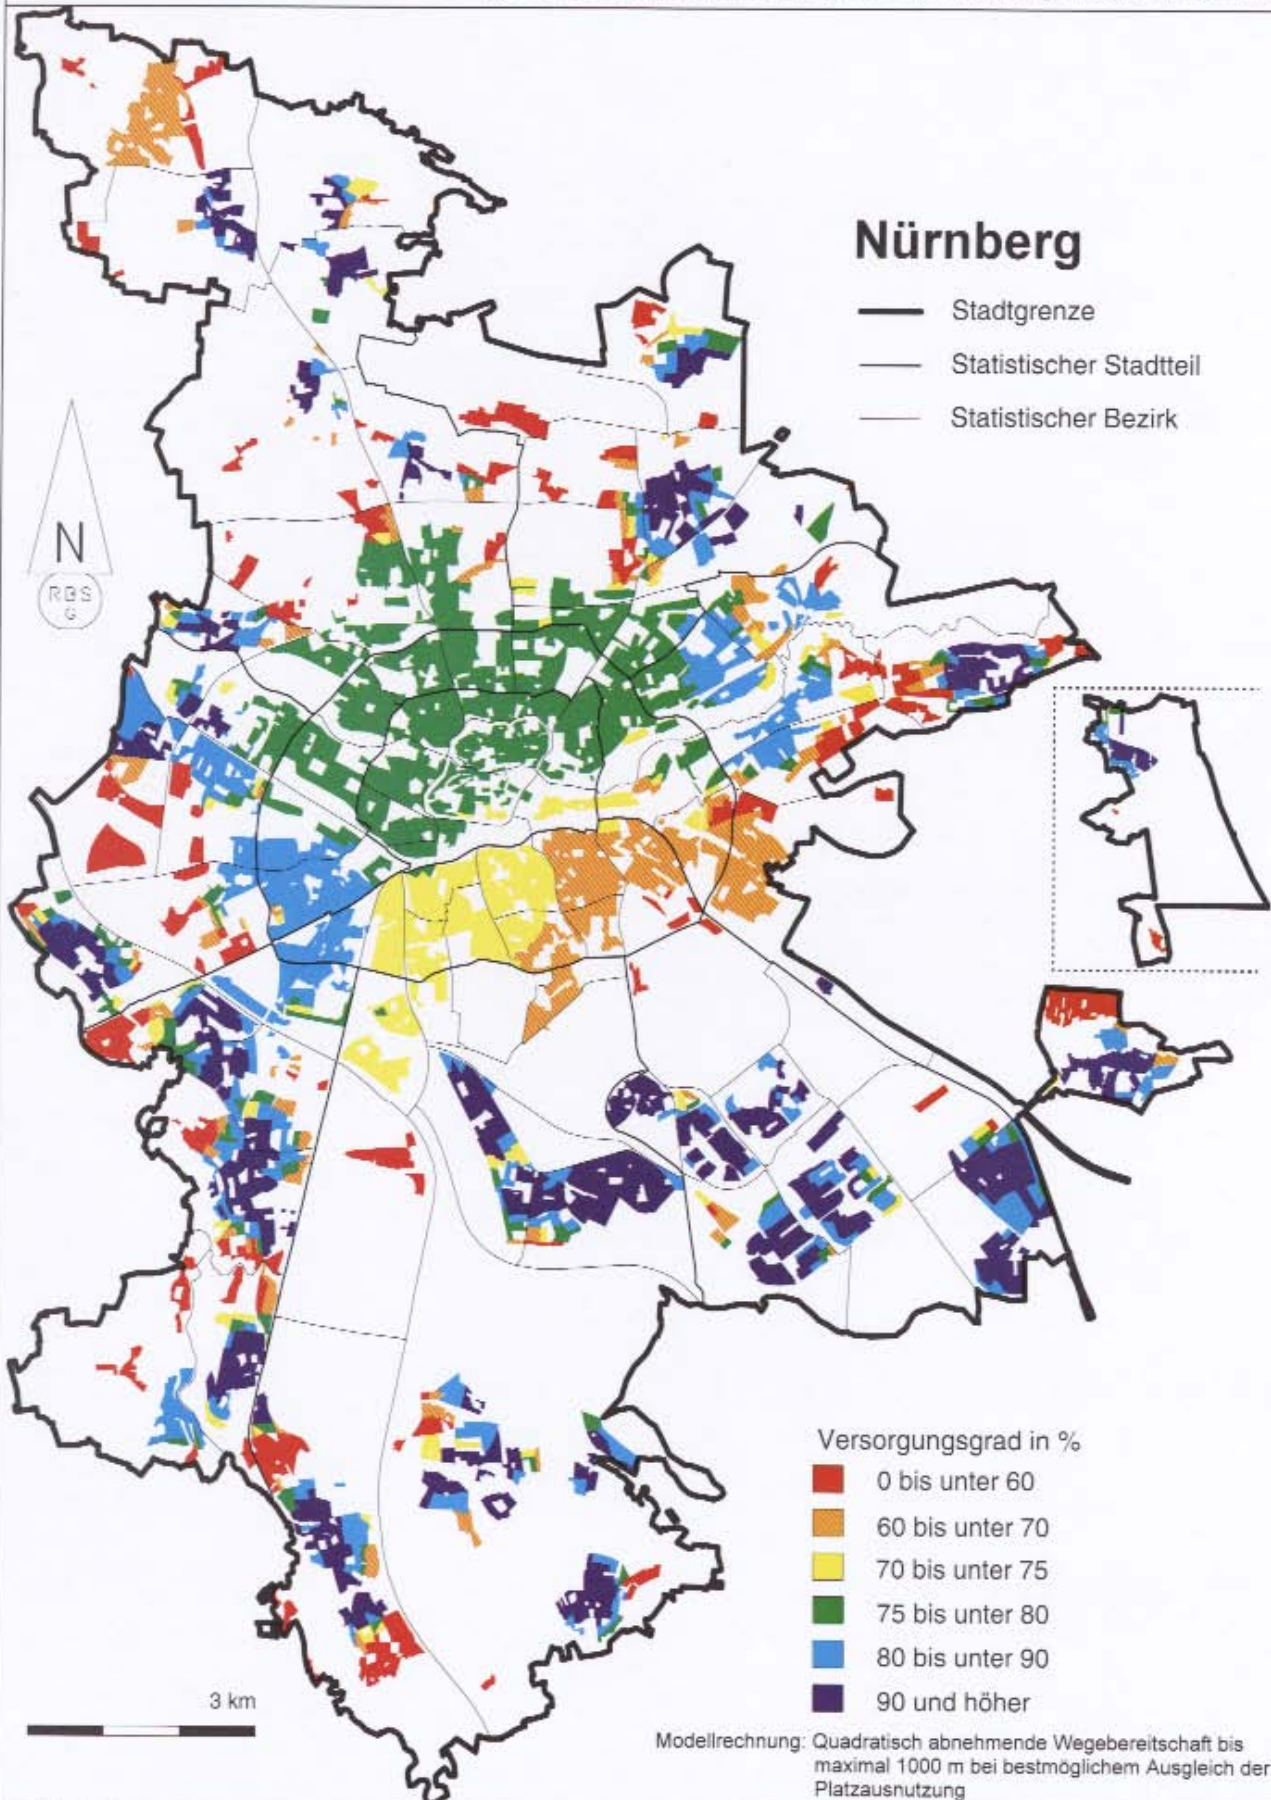 Nürnberg
Stadtgrenze
Statistischer Stadtteil
Statistischer Bezirk
N
RBS
G
Versorgungsgrad in %
0 bis unter 60
60 bis unter 70
70 bis unter 75
75 bis unter 80
80 bis unter 90
90 und höher
3 km
Modellrechnung: Quadratisch abnehmende Wegebereitschaft bis
maximal 1000 m bei bestmöglichem Ausgleich der
Platzausnutzung